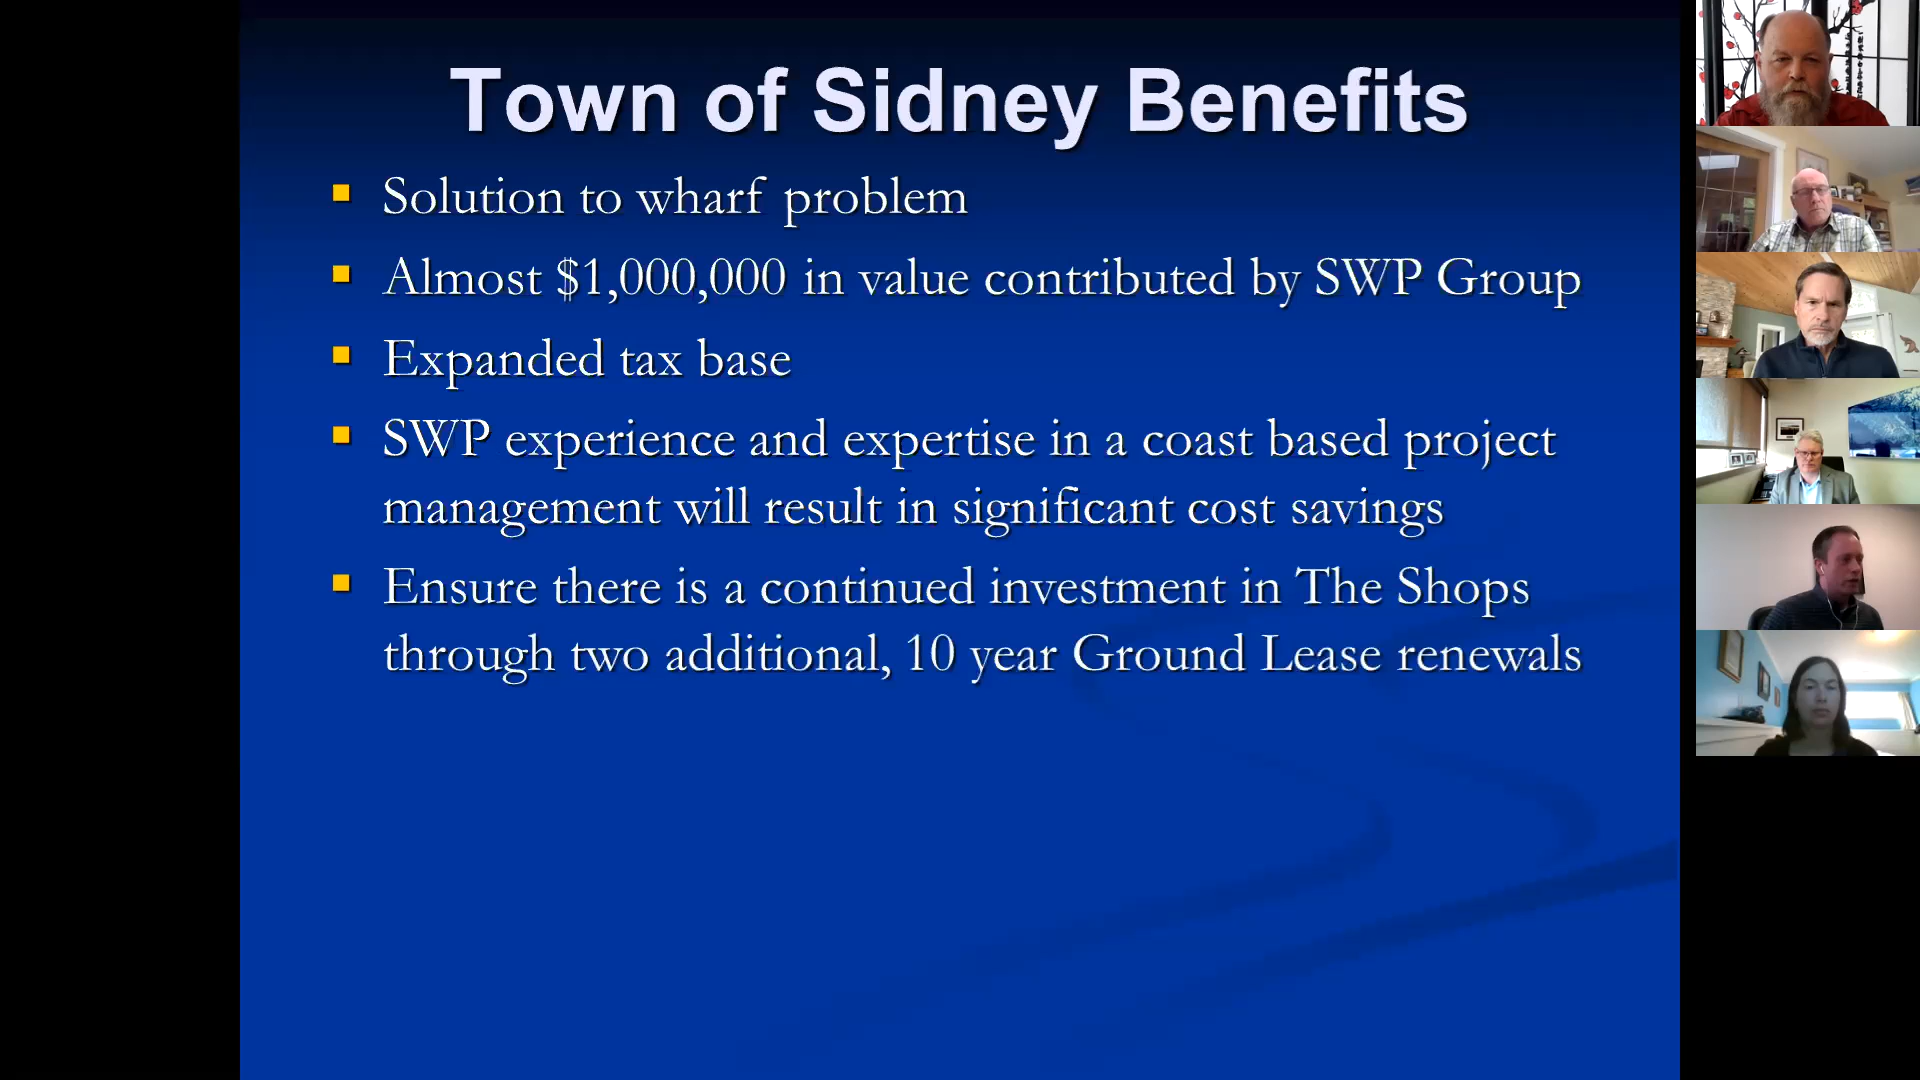 Town of Sidney Benefits
Solution to wharf problem
Almost $1,000,000 in value contributed by SWP Group
Expanded tax base
SWP experience and expertise in a coast based project
management will result in significant cost savings
Ensure there is a continued investment in The Shops
through two additional, 10 year Ground Lease renewals